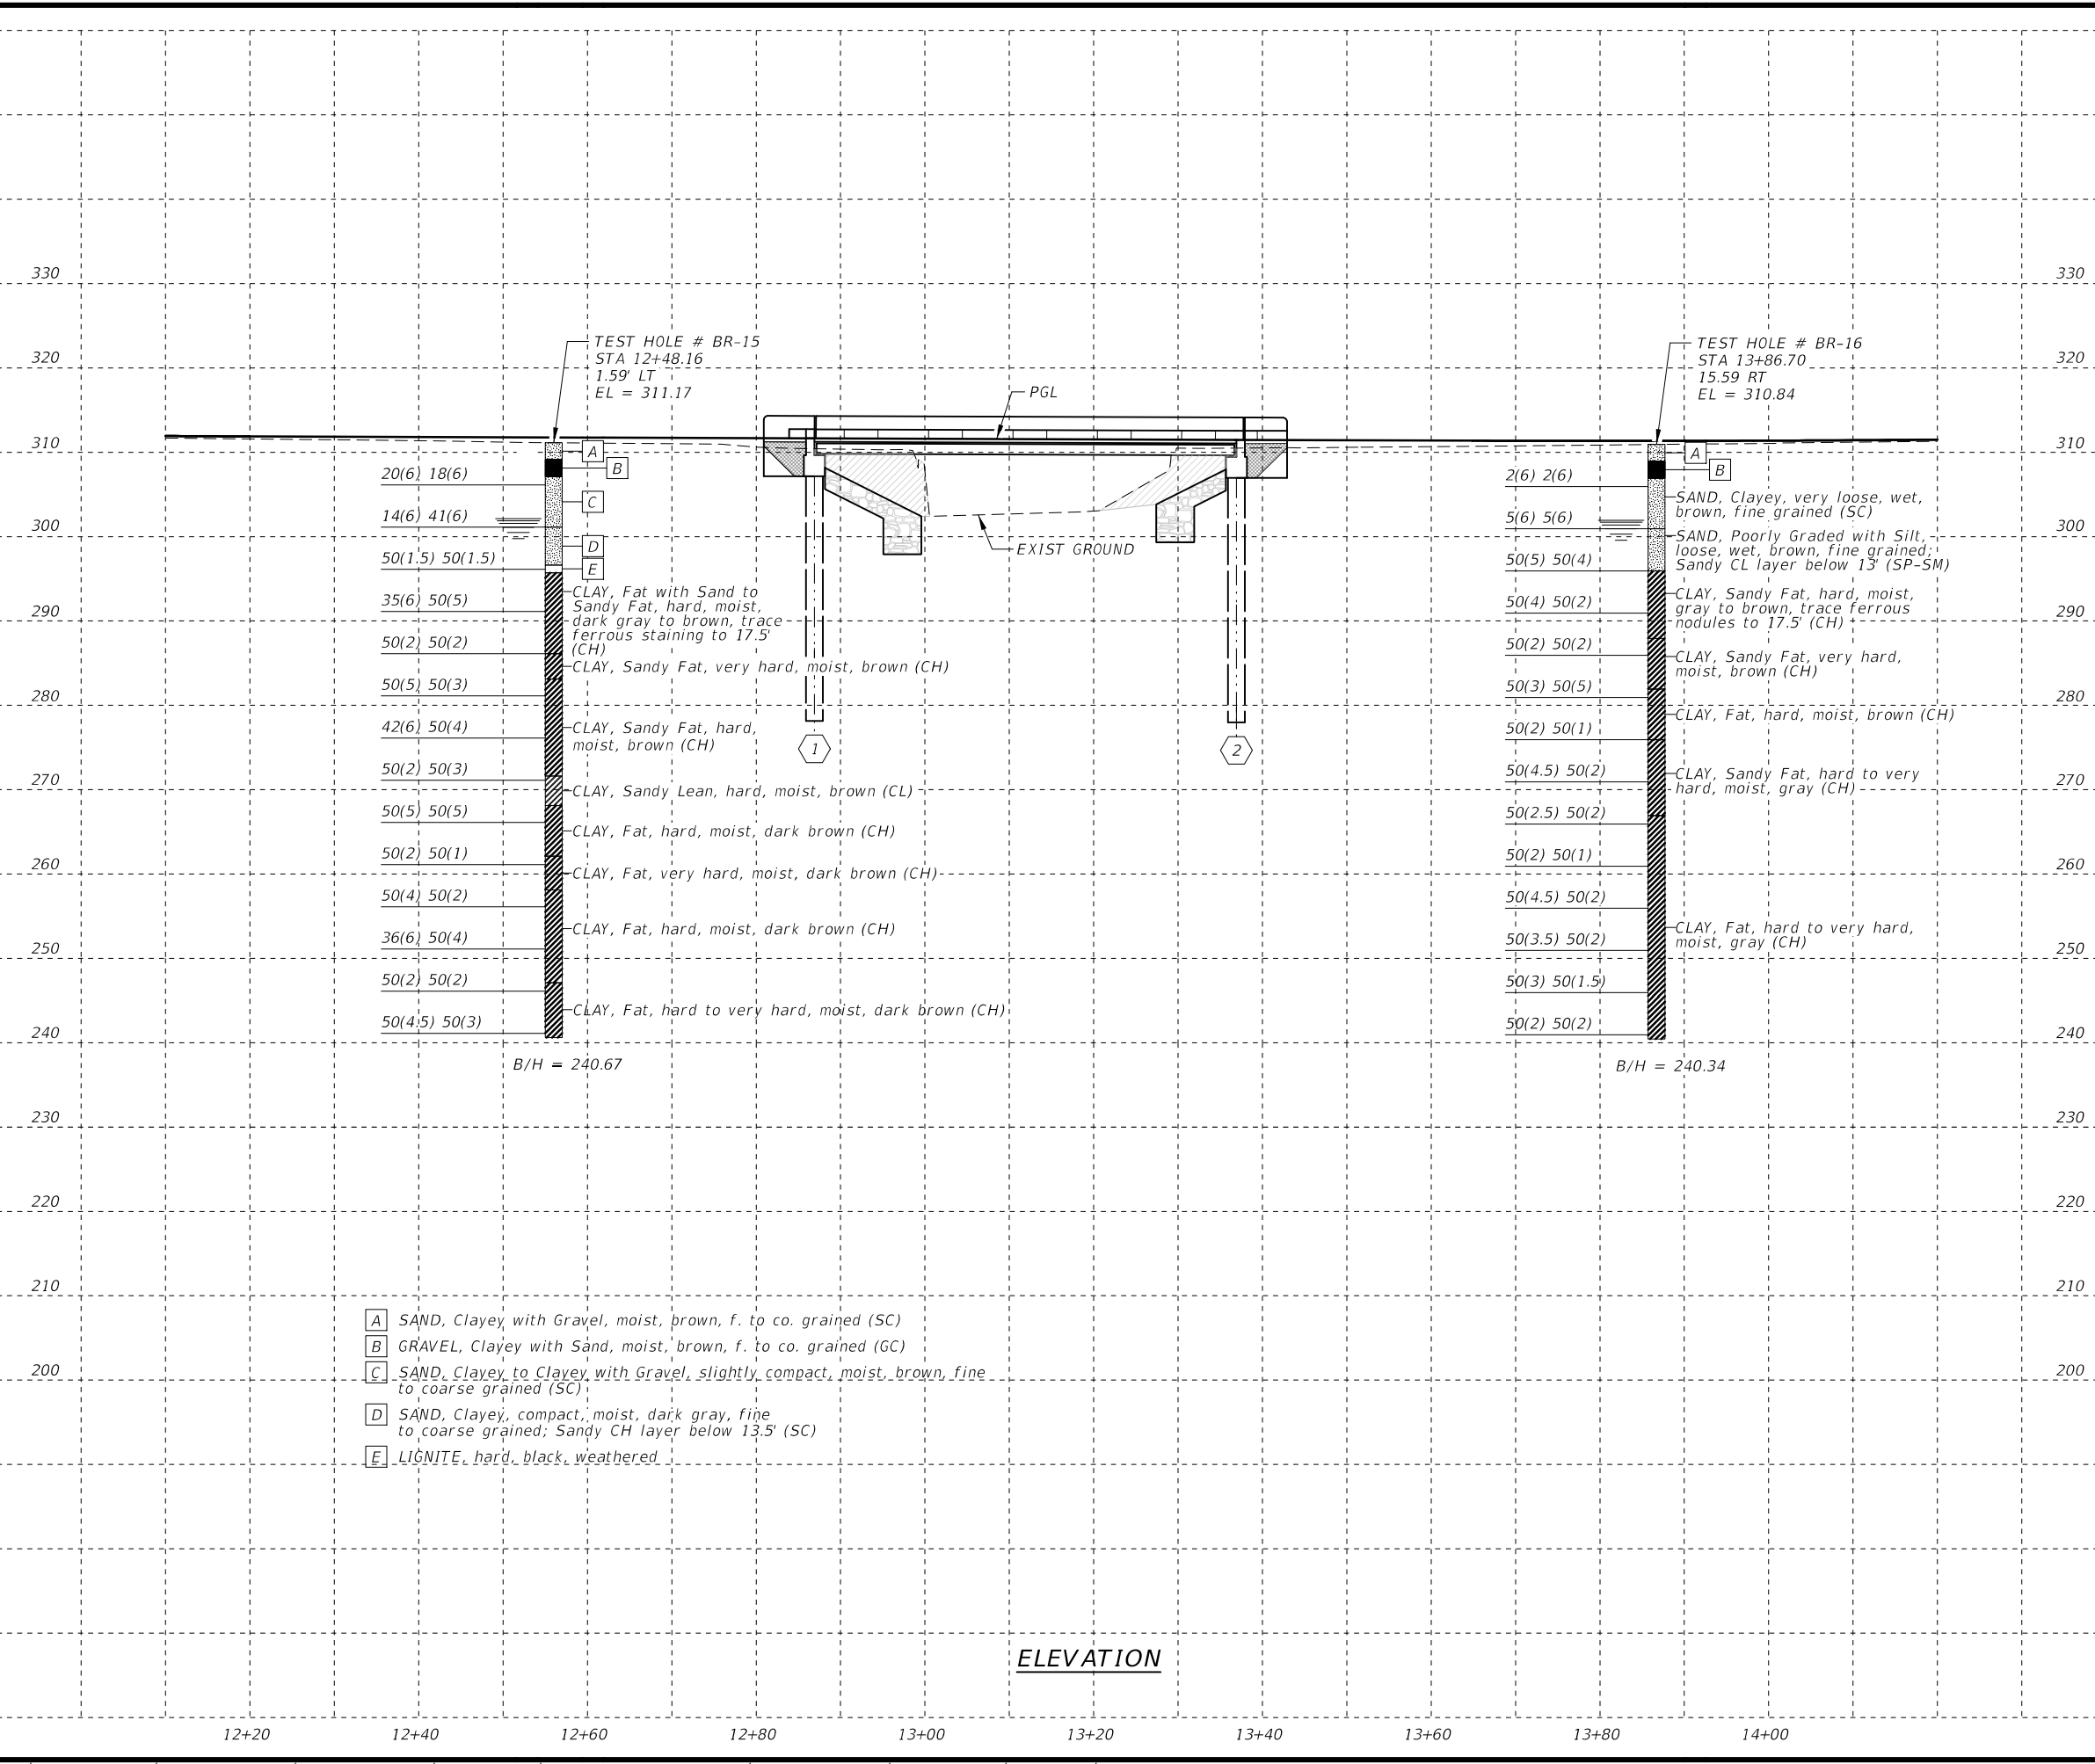 330
330
320
320
310
310
300
300
290
290
280
280
270
270
260
260
250
250
240
240
230
230
220
220
210
210
200
200
TEST HOLE # BR-15
STA 12+48.16
1.59' LT
EL = 311.17
A
B
C
D
E
20(6) 18(6)
14(6) 41(6)
50(1.5) 50(1.5)
35(6) 50(5)
50(2) 50(2)
50(5) 50(3)
42(6) 50(4)
50(2) 50(3)
50(5) 50(5)
50(2) 50(1)
50(4) 50(2)
36(6) 50(4)
50(2) 50(2)
50(4.5) 50(3)
CLAY, Fat with Sand to
Sandy Fat, hard, moist,
dark gray to brown, trace
ferrous staining to 17.5'
(CH)
CLAY, Sandy Fat, very hard, moist, brown (CH)
CLAY, Sandy Fat, hard,
moist, brown (CH)
CLAY, Sandy Lean, hard, moist, brown (CL)
CLAY, Fat, hard, moist, dark brown (CH)
CLAY, Fat, very hard, moist, dark brown (CH)
CLAY, Fat, hard, moist, dark brown (CH)
CLAY, Fat, hard to very hard, moist, dark brown (CH)
B/H = 240.67
PGL
EXIST GROUND
1
2
TEST HOLE # BR-16
STA 13+86.70
15.59 RT
EL = 310.84
A
B
2(6) 2(6)
5(6) 5(6)
50(5) 50(4)
50(4) 50(2)
50(2) 50(2)
50(3) 50(5)
50(2) 50(1)
50(4.5) 50(2)
50(2.5) 50(2)
50(2) 50(1)
50(4.5) 50(2)
50(3.5) 50(2)
50(3) 50(1.5)
50(2) 50(2)
SAND, Clayey, very loose, wet,
brown, fine grained (SC)
SAND, Poorly Graded with Silt,
loose, wet, brown, fine grained;
Sandy CL layer below 13' (SP-SM)
CLAY, Sandy Fat, hard, moist,
gray to brown, trace ferrous
nodules to 17.5' (CH)
CLAY, Sandy Fat, very hard,
moist, brown (CH)
CLAY, Fat, hard, moist, brown (CH)
CLAY, Sandy Fat, hard to very
hard, moist, gray (CH)
CLAY, Fat, hard to very hard,
moist, gray (CH)
B/H = 240.34
A SAND, Clayey with Gravel, moist, brown, f. to co. grained (SC)
B GRAVEL, Clayey with Sand, moist, brown, f. to co. grained (GC)
C SAND, Clayey to Clayey with Gravel, slightly compact, moist, brown, fine
to coarse grained (SC)
D SAND, Clayey, compact, moist, dark gray, fine
to coarse grained; Sandy CH layer below 13.5' (SC)
E LIGNITE, hard, black, weathered
ELEVATION
12+20 12+40 12+60 12+80 13+00 13+20 13+40 13+60 13+80 14+00